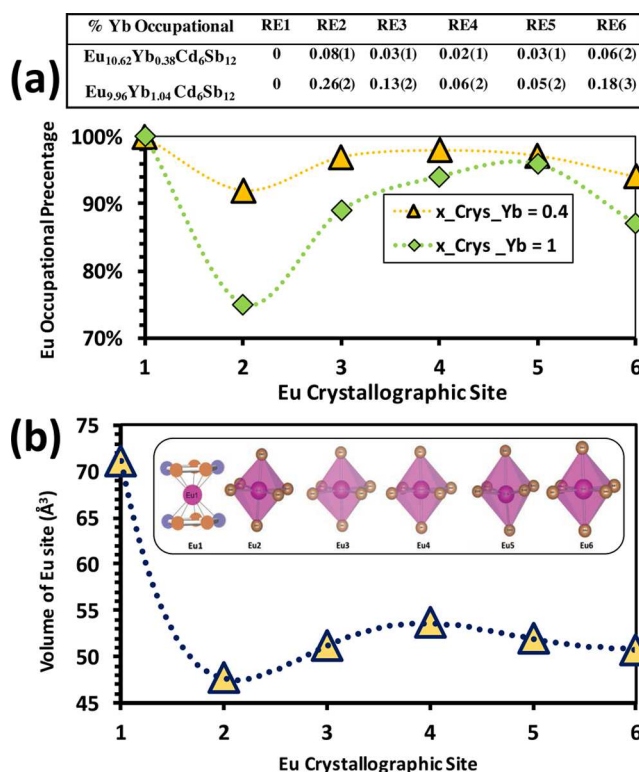 % Yb Occupational RE1 RE2 RE3 RE4 RE5 RE6
Eu10.62Yb0.38Cd6Sb12 0 0.08(1) 0.03(1) 0.02(1) 0.03(1) 0.06(2)
Eu9.96Yb1.04 Cd6Sb12 0 0.26(2) 0.13(2) 0.06(2) 0.05(2) 0.18(3)
(a)
100%
90%
80%
70%
Eu Occupational Precentage
x_Crys_Yb = 0.4
x_Crys _Yb = 1
1 2 3 4 5 6
Eu Crystallographic Site
(b)
75
70
65
60
55
50
45
Volume of Eu site (Å³)
Eu1
Eu1 Eu2 Eu3 Eu4 Eu5 Eu6
1 2 3 4 5 6
Eu Crystallographic Site